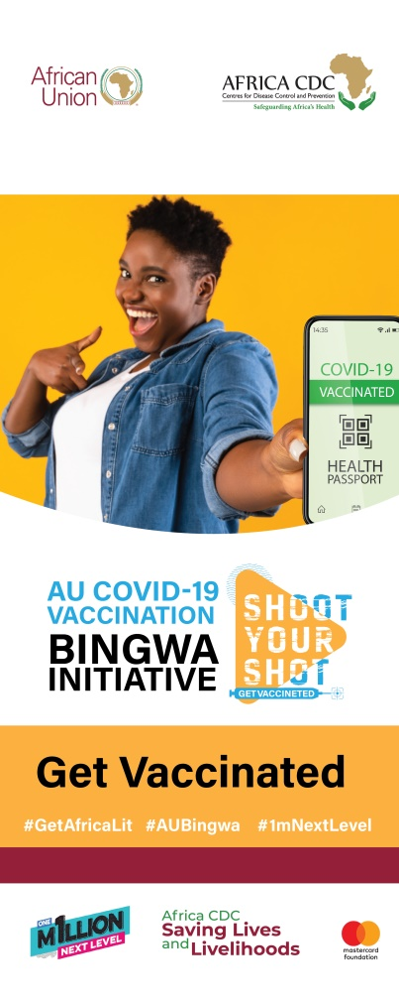 African
Union
AFRICA CDC
Centres for Disease Control and Prevention
Safeguarding Africa's Health
14:35
COVID-19
VACCINATED
HEALTH
PASSPORT
AU COVID-19
VACCINATION
BINGWA
INITIATIVE
SHOOT
YOUR
SHOT
GET VACCINETED
Get Vaccinated
#GetAfricaLit #AUBingwa #1mNextLevel
ONE
M1LLION
NEXT LEVEL
Africa CDC
Saving Lives
and Livelihoods
mastercard
foundation